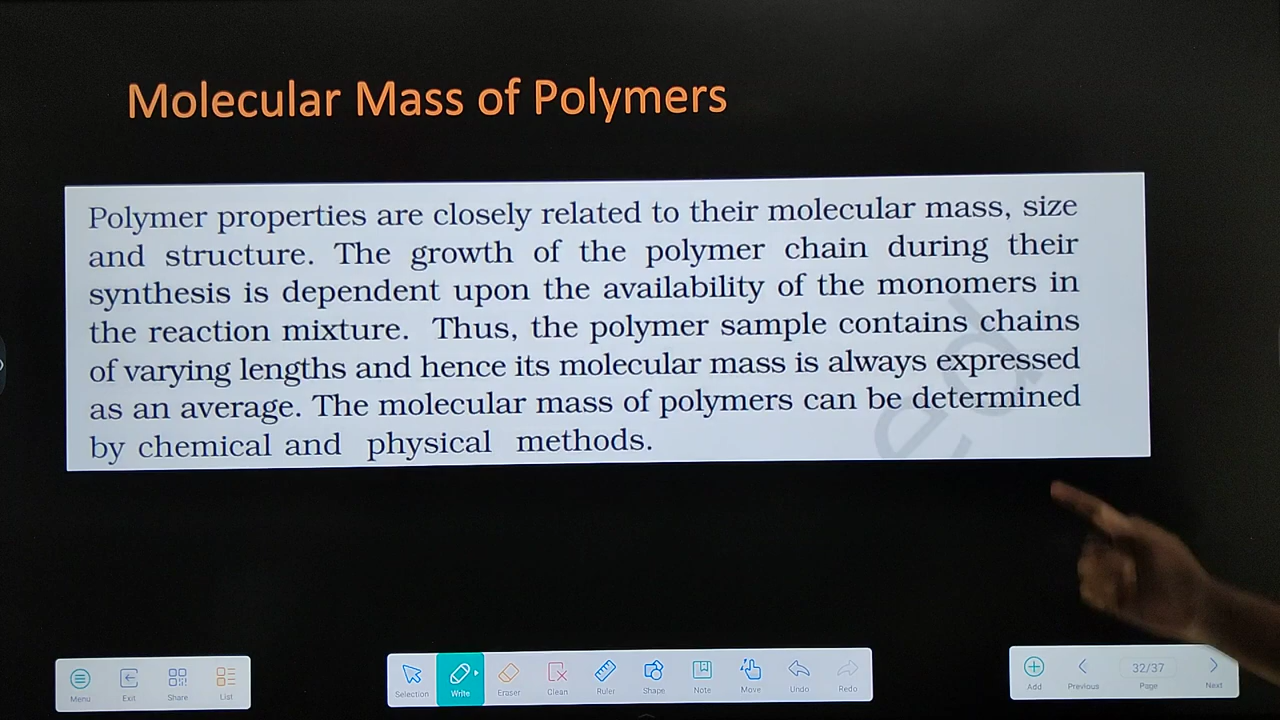 Molecular Mass of Polymers
Polymer properties are closely related to their molecular mass, size
and structure. The growth of the polymer chain during their
synthesis is dependent upon the availability of the monomers in
the reaction mixture. Thus, the polymer sample contains chains
of varying lengths and hence its molecular mass is always expressed
as an average. The molecular mass of polymers can be determined
by chemical and physical methods.
Menu Exit Share List
Selection Write Eraser Clean Ruler Shape Note Move Undo Redo
Add Previous 32/37 Page Next